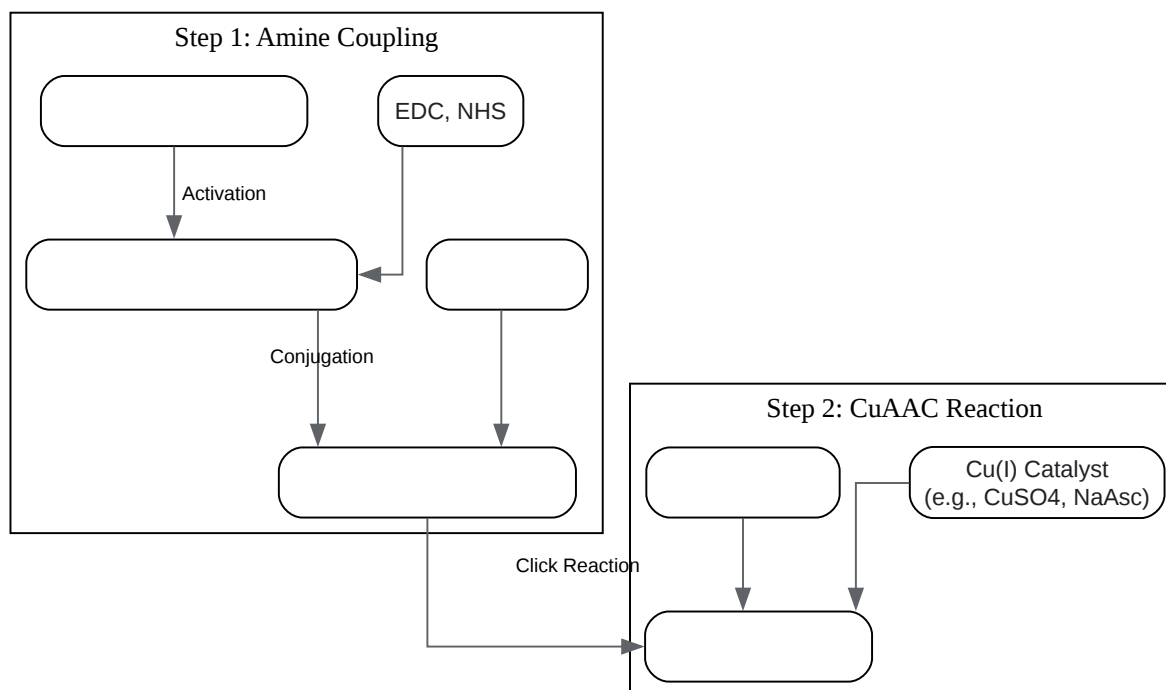 Step 1: Amine Coupling
EDC, NHS
Activation
Conjugation
Step 2: CuAAC Reaction
Cu(I) Catalyst
(e.g., CuSO4, NaAsc)
Click Reaction